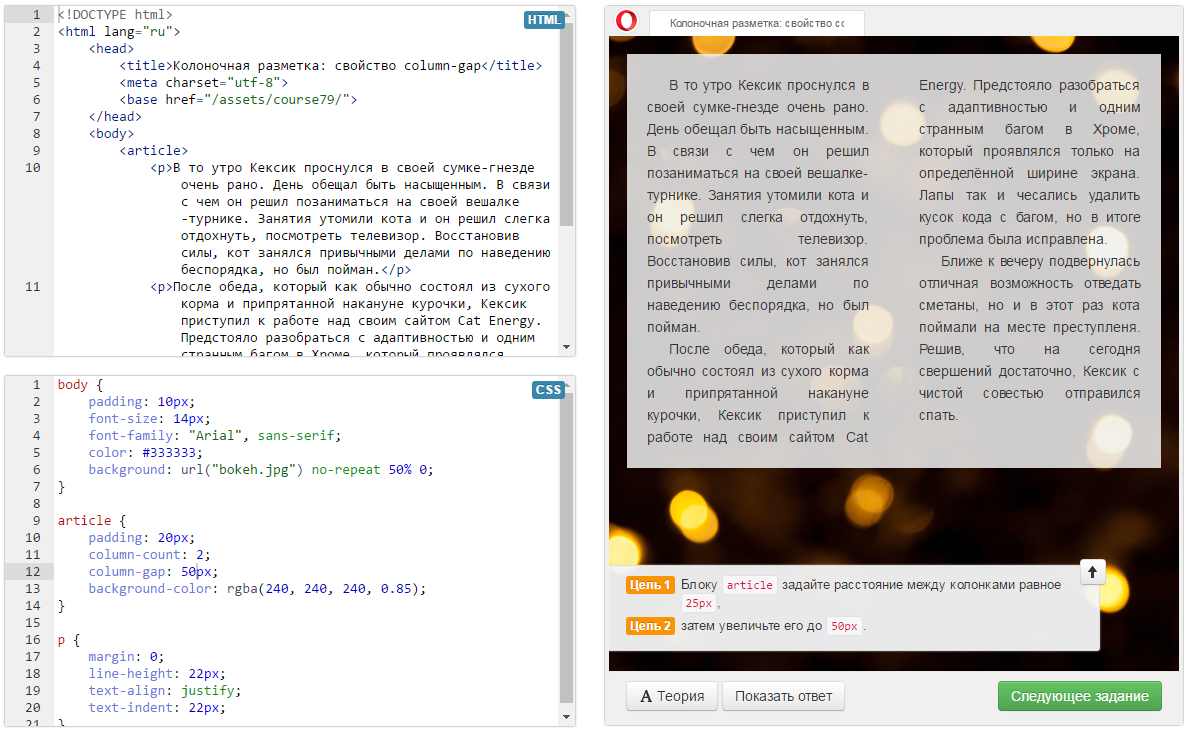 1 <!DOCTYPE html>
2 <html lang="ru">
3 <head>
4 <title>Колоночная разметка: свойство column-gap</title>
5 <meta charset="utf-8">
6 <base href="/assets/course79/">
7 </head>
8 <body>
9 <article>
10 <p>В то утро Кексик проснулся в своей сумке-гнезде
очень рано. День обещал быть насыщенным. В связи
с чем он решил позаниматься на своей вешалке
-турнике. Занятия утомили кота и он решил слегка
отдохнуть, посмотреть телевизор. Восстановив
силы, кот занялся привычными делами по наведению
беспорядка, но был пойман.</p>
11 <p>После обеда, который как обычно состоял из сухого
корма и припрятанной накануне курочки, Кексик
приступил к работе над своим сайтом Cat Energy.
Предстояло разобраться с адаптивностью и одним
странным багом в Хроме, который проявлялся
HTML
CSS
1 body {
2 padding: 10px;
3 font-size: 14px;
4 font-family: "Arial", sans-serif;
5 color: #333333;
6 background: url("bokeh.jpg") no-repeat 50% 0;
7 }
8
9 article {
10 padding: 20px;
11 column-count: 2;
12 column-gap: 50px;
13 background-color: rgba(240, 240, 240, 0.85);
14 }
15
16 p {
17 margin: 0;
18 line-height: 22px;
19 text-align: justify;
20 text-indent: 22px;
21 }
Колоночная разметка: свойство со
В то утро Кексик проснулся в
своей сумке-гнезде очень рано.
День обещал быть насыщенным.
В связи с чем он решил
позаниматься на своей вешалке-
турнике. Занятия утомили кота и
он решил слегка отдохнуть,
посмотреть телевизор.
Восстановив силы, кот занялся
привычными делами по
наведению беспорядка, но был
пойман.
После обеда, который как
обычно состоял из сухого корма
и припрятанной накануне
курочки, Кексик приступил к
работе над своим сайтом Cat
Energy. Предстояло разобраться
с адаптивностью и одним
странным багом в Хроме,
который проявлялся только на
определённой ширине экрана.
Лапы так и чесались удалить
кусок кода с багом, но в итоге
проблема была исправлена.
Ближе к вечеру подвернулась
отличная возможность отведать
сметаны, но и в этот раз кота
поймали на месте преступленя.
Решив, что на сегодня
свершений достаточно, Кексик с
чистой совестью отправился
спать.
Цель 1 Блоку article задайте расстояние между колонками равное
25px,
Цель 2 затем увеличьте его до 50px.
A Теория
Показать ответ
Следующее задание